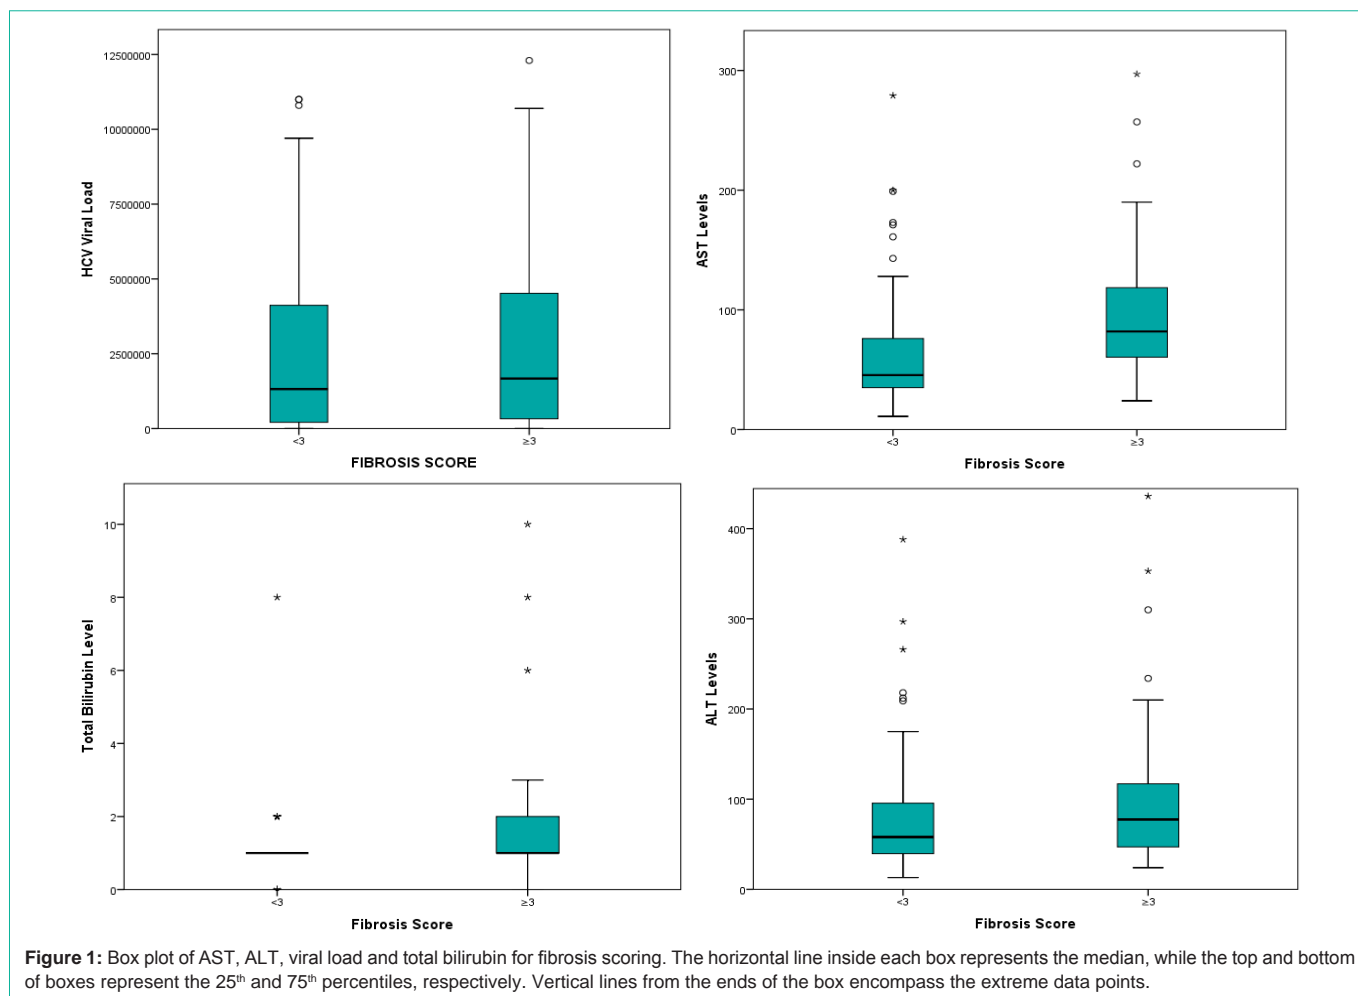 12500000
10000000
7500000
5000000
2500000
0
HCV Viral Load
<3
≥3
FIBROSIS SCORE
300
200
100
0
AST Levels
<3
≥3
Fibrosis Score
10
8
6
4
2
0
Total Bilirubin Level
<3
≥3
Fibrosis Score
400
300
200
100
0
ALT Levels
<3
≥3
Fibrosis Score
Figure 1: Box plot of AST, ALT, viral load and total bilirubin for fibrosis scoring. The horizontal line inside each box represents the median, while the top and bottom
of boxes represent the 25th and 75th percentiles, respectively. Vertical lines from the ends of the box encompass the extreme data points.